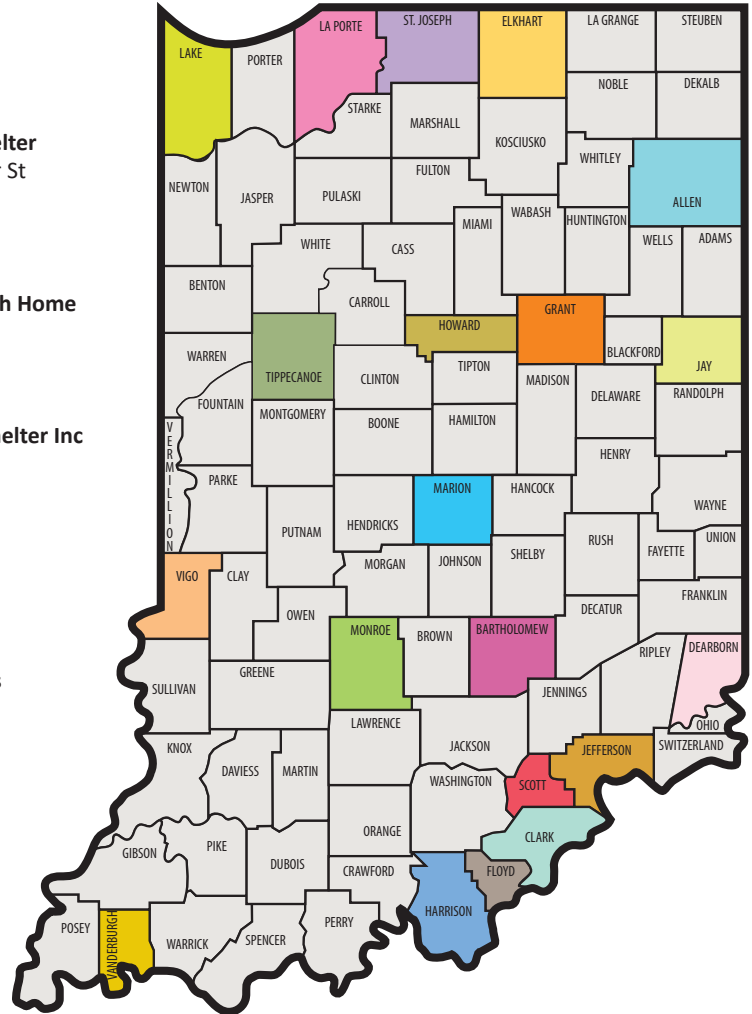 LAKE
PORTER
LA PORTE
ST. JOSEPH
ELKHART
LA GRANGE
STEUBEN
NOBLE
DEKALB
STARKE
MARSHALL
KOSCIUSKO
WHITLEY
ALLEN
elter
St
NEWTON
JASPER
PULASKI
FULTON
MIAMI
WABASH
HUNTINGTON
WELLS
ADAMS
WHITE
CASS
BENTON
CARROLL
h Home
HOWARD
GRANT
BLACKFORD
JAY
WARREN
TIPPECANOE
CLINTON
TIPTON
MADISON
DELAWARE
RANDOLPH
FOUNTAIN
MONTGOMERY
BOONE
HAMILTON
elter Inc
VERMILLION
PARKE
HENRY
MARION
HANCOCK
WAYNE
PUTNAM
HENDRICKS
RUSH
FAYETTE
UNION
MORGAN
JOHNSON
SHELBY
VIGO
CLAY
FRANKLIN
OWEN
DECATUR
MONROE
BROWN
BARTHOLOMEW
RIPLEY
DEARBORN
s
SULLIVAN
GREENE
JENNINGS
OHIO
KNOX
LAWRENCE
JACKSON
JEFFERSON
SWITZERLAND
DAVIESS
MARTIN
WASHINGTON
SCOTT
ORANGE
CLARK
GIBSON
PIKE
DUBOIS
CRAWFORD
FLOYD
HARRISON
POSEY
VANDERBURGH
WARRICK
SPENCER
PERRY